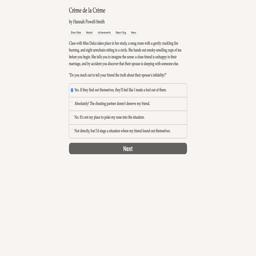 Crème de la Crème
by Hannah Powell-Smith
Show Stats
Restart
Achievements
Menu
Class with Miss Dulcie takes place in her study, a snug room with a gently crackling fire
burning, and eight armchairs sitting in a circle. She hands out smoky-smelling cups of tea
before you begin. She tells you to imagine the scene: a close friend is unhappy in their
marriage, and by accident you discover that their spouse is sleeping with someone else.
"Do you reach out to tell your friend the truth about their spouse's infidelity?"
Yes. If they find out themselves, they'll feel like I made a fool out of them.
Absolutely! The cheating partner doesn't deserve my friend.
No. It's not my place to poke my nose into the situation.
Not directly, but I'd stage a situation where my friend found out themselves.
Next